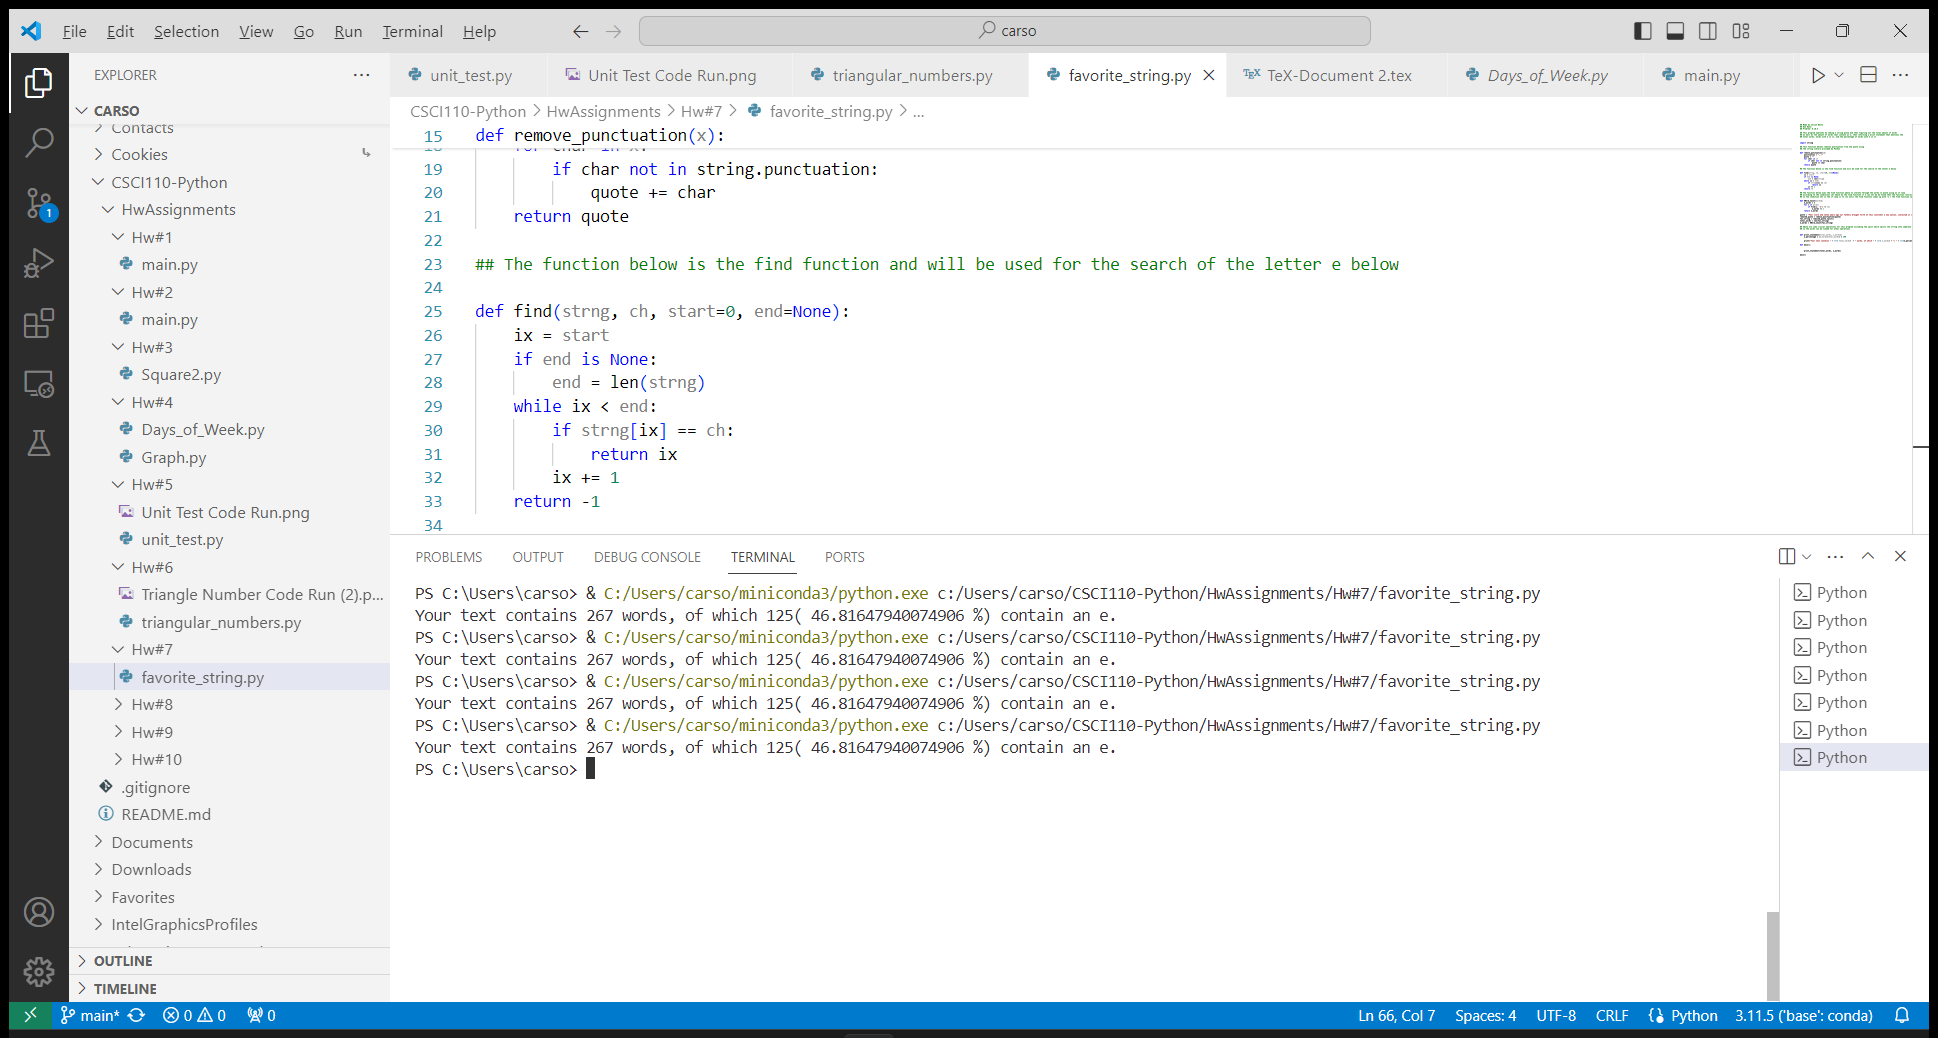 File Edit Selection View Go Run Terminal Help
carso
EXPLORER
CARSO
Contacts
Cookies
CSCI110-Python
HwAssignments
Hw#1
main.py
Hw#2
main.py
Hw#3
Square2.py
Hw#4
Days_of_Week.py
Graph.py
Hw#5
Unit Test Code Run.png
unit_test.py
Hw#6
Triangle Number Code Run (2).p...
triangular_numbers.py
Hw#7
favorite_string.py
Hw#8
Hw#9
Hw#10
.gitignore
README.md
Documents
Downloads
Favorites
IntelGraphicsProfiles
OUTLINE
TIMELINE
unit_test.py Unit Test Code Run.png triangular_numbers.py favorite_string.py TeX-Document 2.tex Days_of_Week.py main.py
CSCI110-Python > HwAssignments > Hw#7 > favorite_string.py > ...
15 def remove_punctuation(x):
19 if char not in string.punctuation:
20 quote += char
21 return quote
22
23 ## The function below is the find function and will be used for the search of the letter e below
24
25 def find(strng, ch, start=0, end=None):
26 ix = start
27 if end is None:
28 end = len(strng)
29 while ix < end:
30 if strng[ix] == ch:
31 return ix
32 ix += 1
33 return -1
34
PROBLEMS OUTPUT DEBUG CONSOLE TERMINAL PORTS
PS C:\Users\carso> & C:/Users/carso/miniconda3/python.exe c:/Users/carso/CSCI110-Python/HwAssignments/Hw#7/favorite_string.py
Your text contains 267 words, of which 125( 46.81647940074906 %) contain an e.
PS C:\Users\carso> & C:/Users/carso/miniconda3/python.exe c:/Users/carso/CSCI110-Python/HwAssignments/Hw#7/favorite_string.py
Your text contains 267 words, of which 125( 46.81647940074906 %) contain an e.
PS C:\Users\carso> & C:/Users/carso/miniconda3/python.exe c:/Users/carso/CSCI110-Python/HwAssignments/Hw#7/favorite_string.py
Your text contains 267 words, of which 125( 46.81647940074906 %) contain an e.
PS C:\Users\carso> & C:/Users/carso/miniconda3/python.exe c:/Users/carso/CSCI110-Python/HwAssignments/Hw#7/favorite_string.py
Your text contains 267 words, of which 125( 46.81647940074906 %) contain an e.
PS C:\Users\carso>
Python
Python
Python
Python
Python
Python
Python
1
main* 0 0 0
Ln 66, Col 7 Spaces: 4 UTF-8 CRLF Python 3.11.5 ('base': conda)